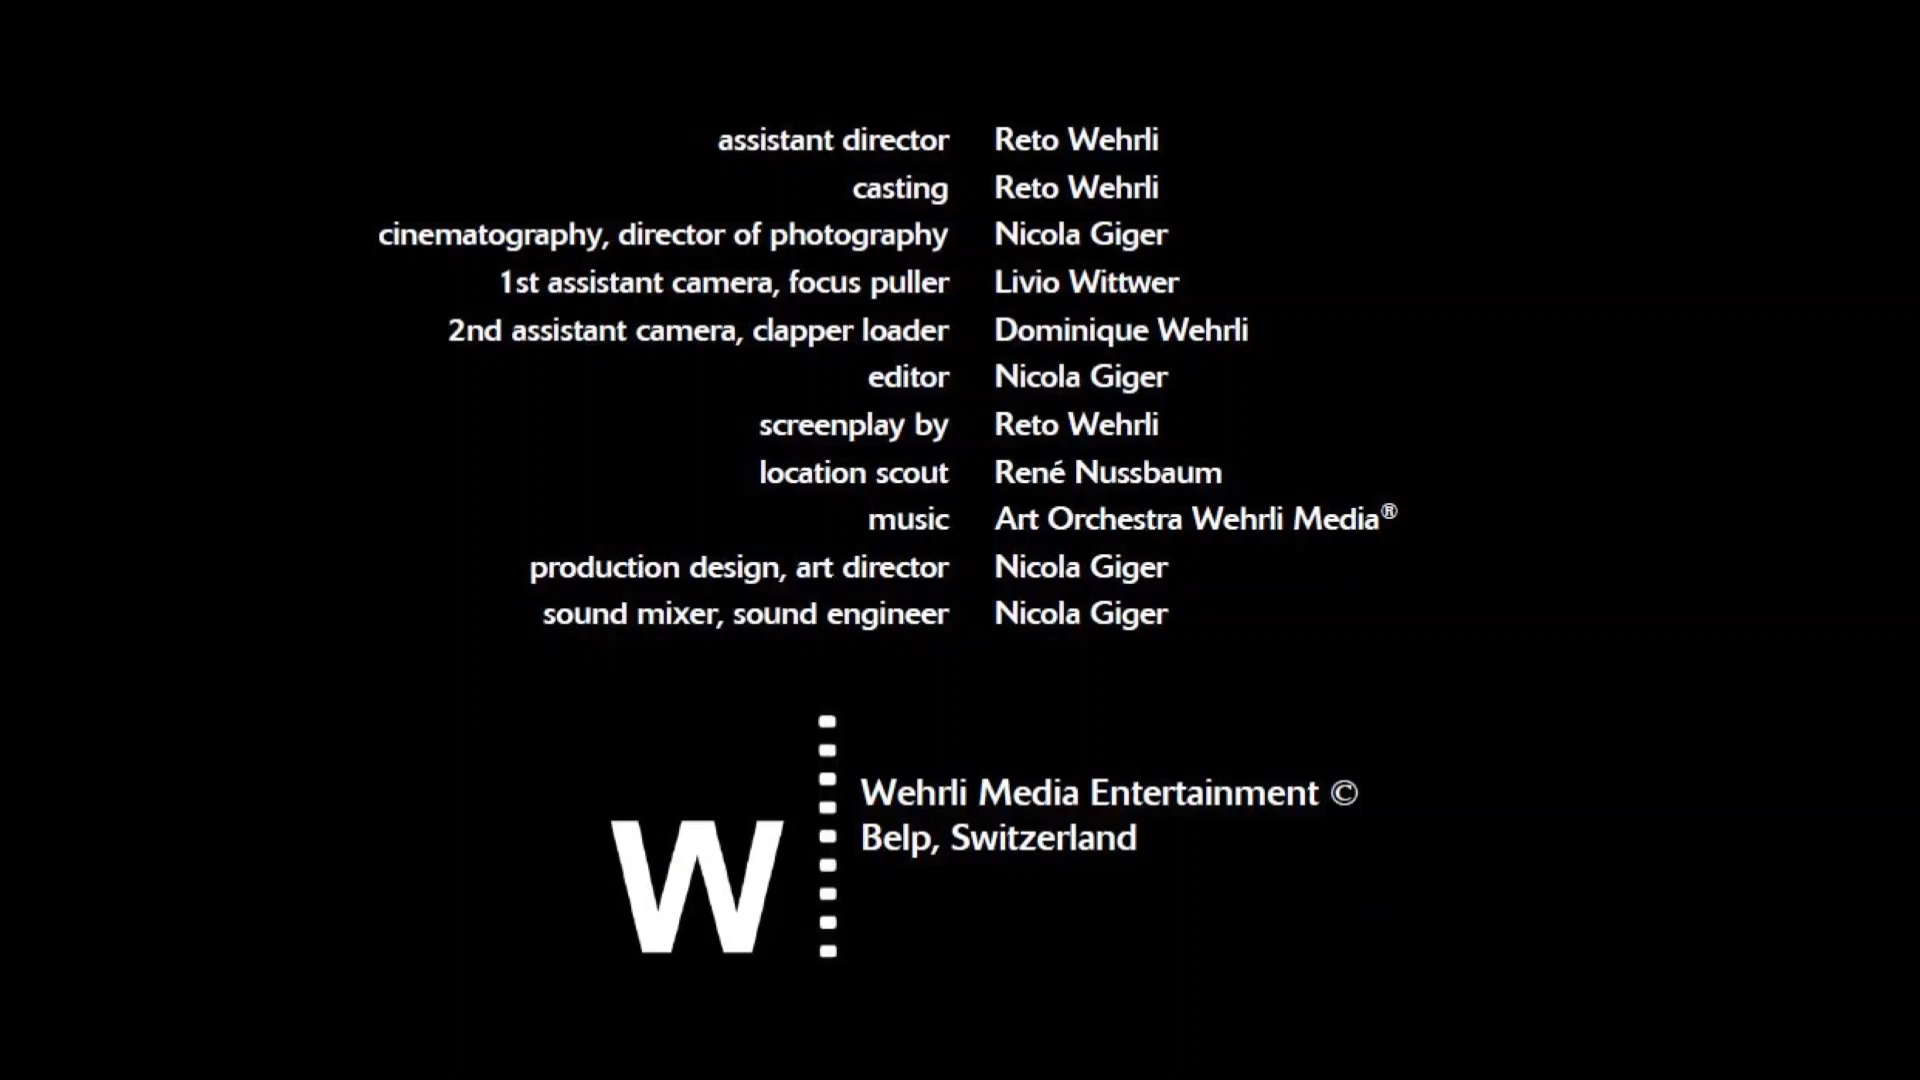 assistant director Reto Wehrli
casting Reto Wehrli
cinematography, director of photography Nicola Giger
1st assistant camera, focus puller Livio Wittwer
2nd assistant camera, clapper loader Dominique Wehrli
editor Nicola Giger
screenplay by Reto Wehrli
location scout René Nussbaum
music Art Orchestra Wehrli Media®
production design, art director Nicola Giger
sound mixer, sound engineer Nicola Giger
W
Wehrli Media Entertainment ©
Belp, Switzerland